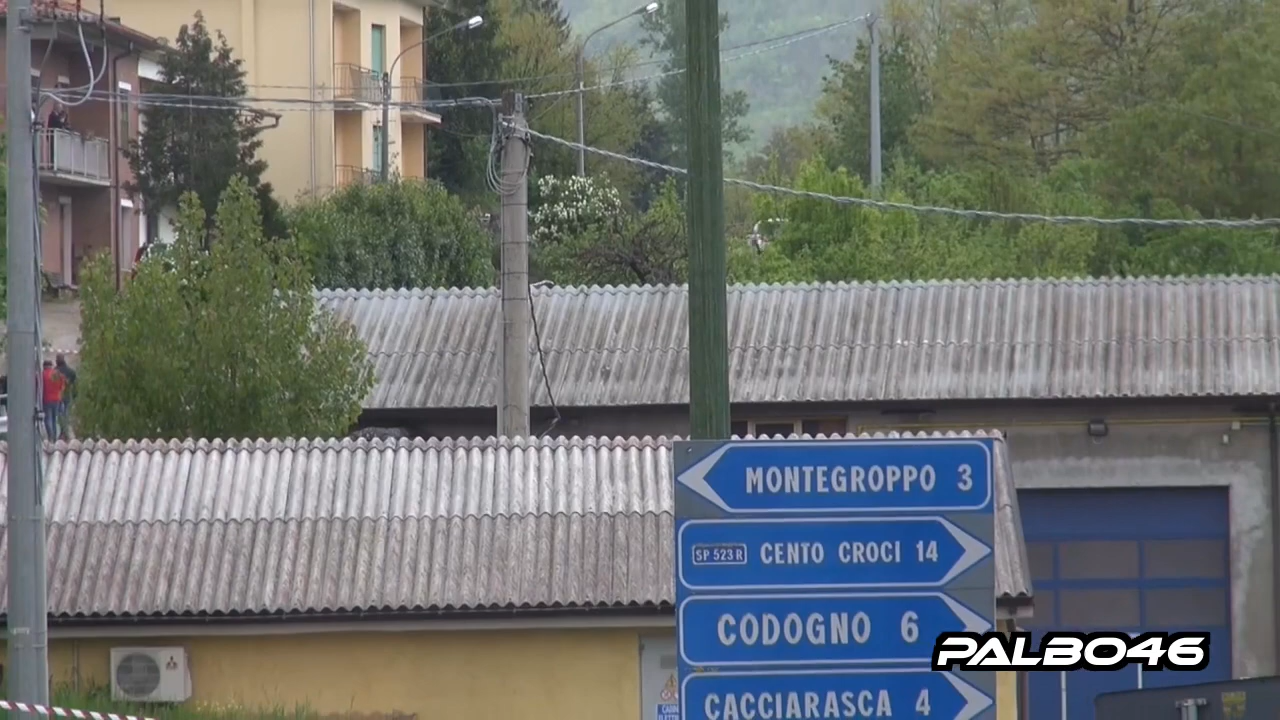 MONTEGROPPO 3
SP 523 R CENTO CROCI 14
CODOGNO 6
CACCIARASCA 4
PALBO46